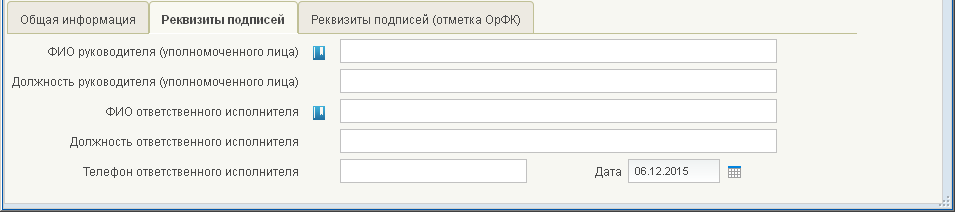 Общая информация Реквизиты подписей Реквизиты подписей (отметка ОрФК)
ФИО руководителя (уполномоченного лица)
Должность руководителя (уполномоченного лица)
ФИО ответственного исполнителя
Должность ответственного исполнителя
Телефон ответственного исполнителя Дата 06.12.2015